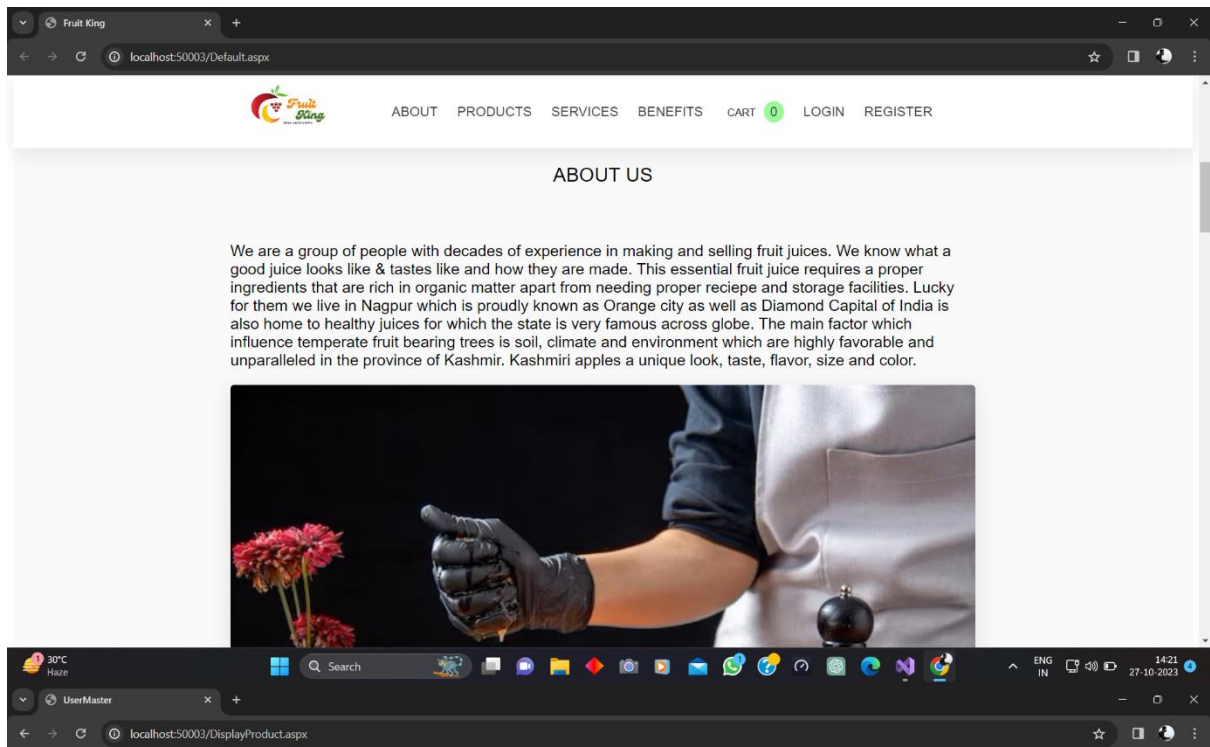 Fruit King
localhost:50003/Default.aspx
Fruit King
ABOUT PRODUCTS SERVICES BENEFITS CART 0 LOGIN REGISTER
ABOUT US
We are a group of people with decades of experience in making and selling fruit juices. We know what a
good juice looks like & tastes like and how they are made. This essential fruit juice requires a proper
ingredients that are rich in organic matter apart from needing proper reciepe and storage facilities. Lucky
for them we live in Nagpur which is proudly known as Orange city as well as Diamond Capital of India is
also home to healthy juices for which the state is very famous across globe. The main factor which
influence temperate fruit bearing trees is soil, climate and environment which are highly favorable and
unparalleled in the province of Kashmir. Kashmiri apples a unique look, taste, flavor, size and color.
1 30°C
Haze
Search
ENG
IN
14:21
27-10-2023
4
UserMaster
localhost:50003/DisplayProduct.aspx